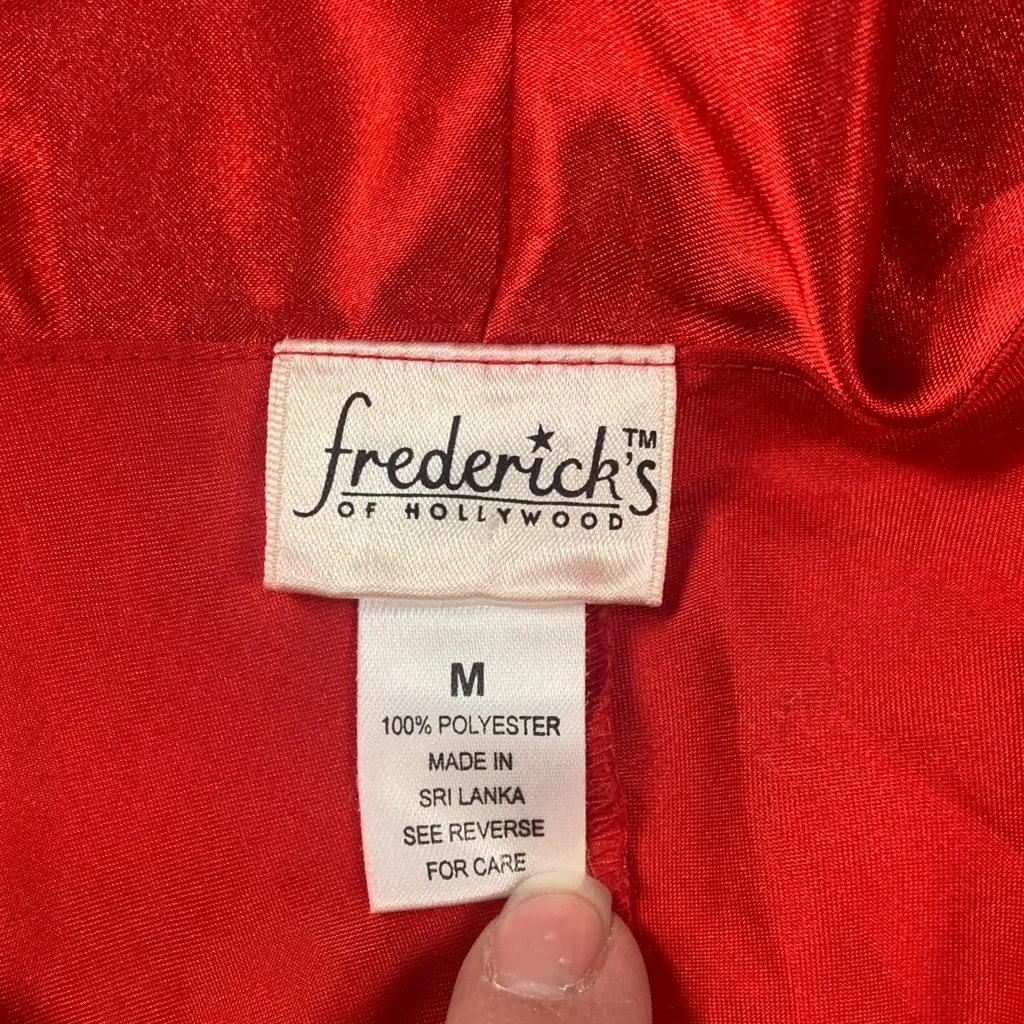 frederick's™
OF HOLLYWOOD
M
100% POLYESTER
MADE IN
SRI LANKA
SEE REVERSE
FOR CARE